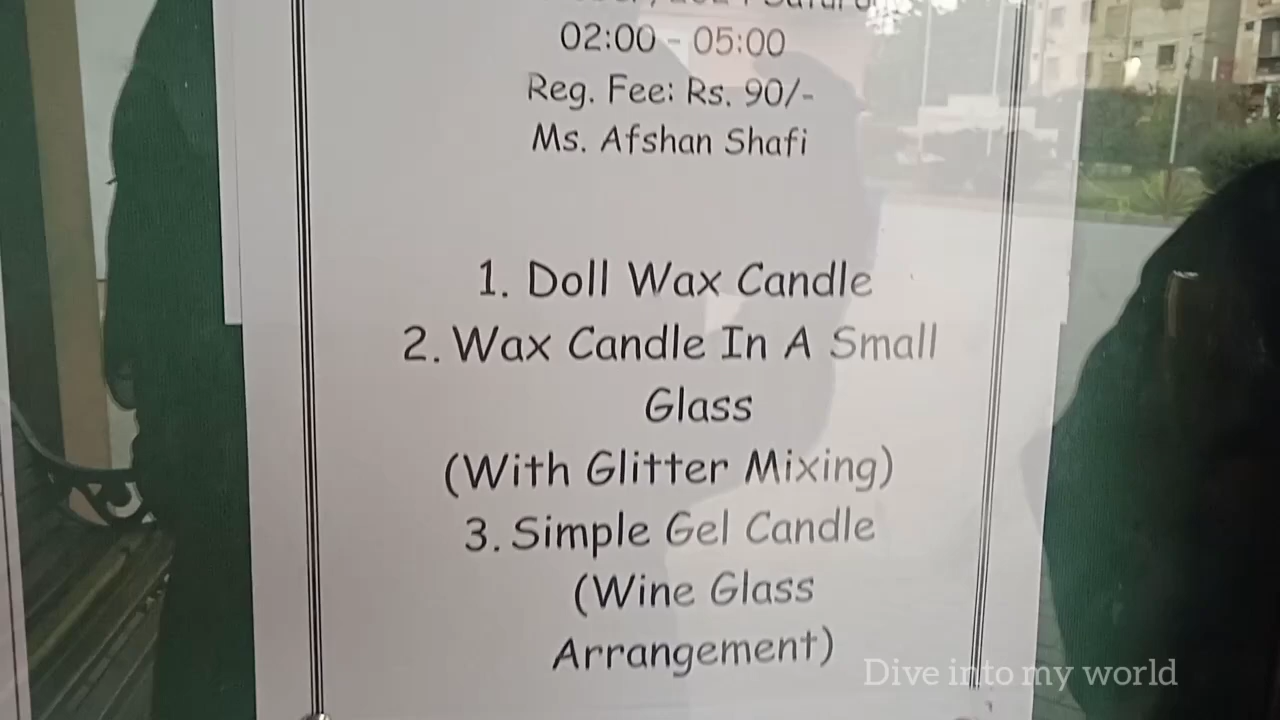 02:00 - 05:00
Reg. Fee: Rs. 90/-
Ms. Afshan Shafi
1. Doll Wax Candle
2. Wax Candle In A Small
Glass
(With Glitter Mixing)
3. Simple Gel Candle
(Wine Glass
Arrangement)
Dive into my world